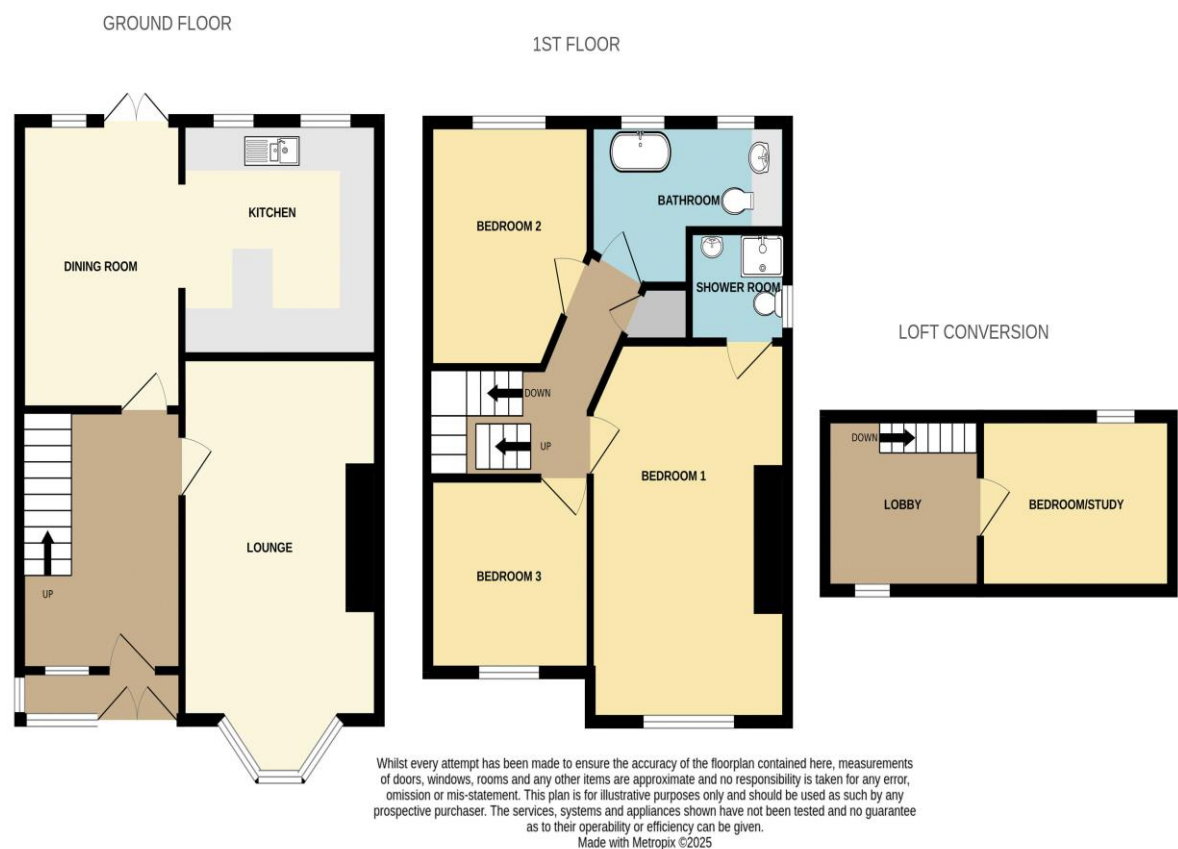 GROUND FLOOR
1ST FLOOR
KITCHEN
DINING ROOM
LOUNGE
UP
BEDROOM 2
BATHROOM
SHOWER ROOM
DOWN
UP
BEDROOM 1
BEDROOM 3
LOFT CONVERSION
DOWN
LOBBY
BEDROOM/STUDY
Whilst every attempt has been made to ensure the accuracy of the floorplan contained here, measurements
of doors, windows, rooms and any other items are approximate and no responsibility is taken for any error,
omission or mis-statement. This plan is for illustrative purposes only and should be used as such by any
prospective purchaser. The services, systems and appliances shown have not been tested and no guarantee
as to their operability or efficiency can be given.
Made with Metropix ©2025